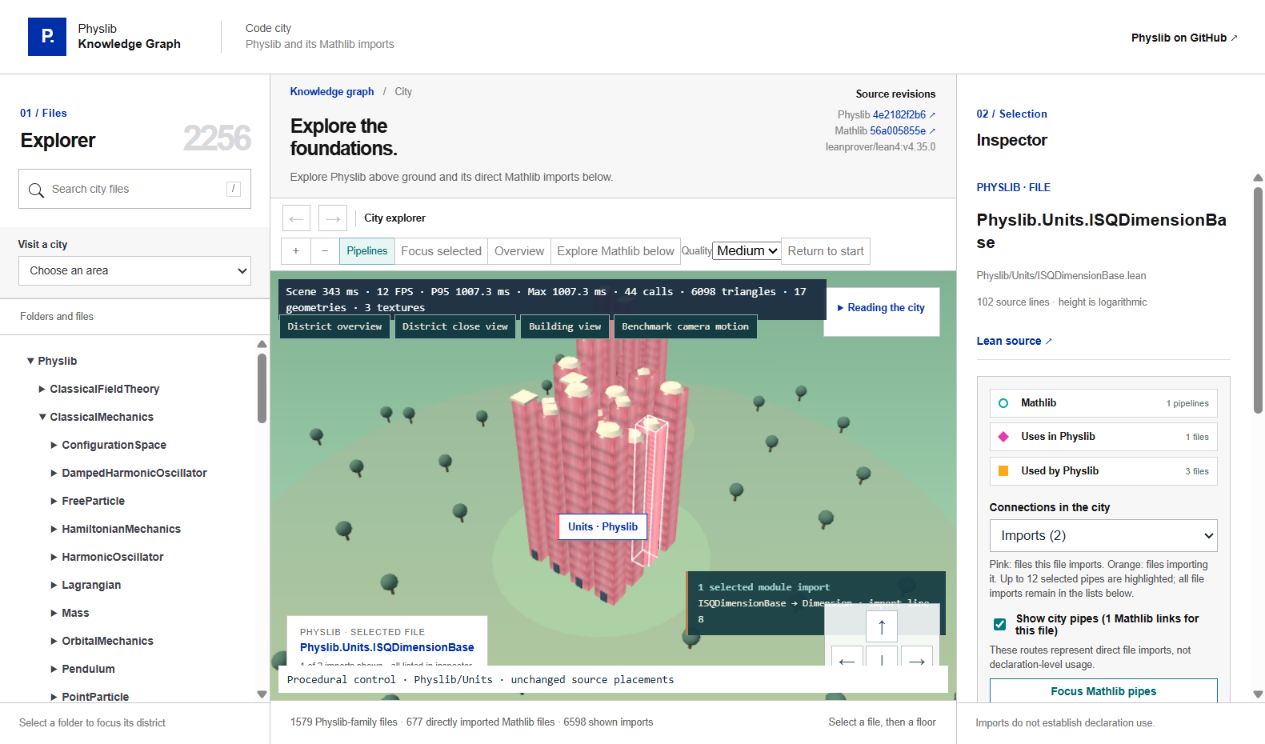 P.
Physlib
Knowledge Graph
Code city
Physlib and its Mathlib imports
Physlib on GitHub ↗
01 / Files
Explorer
2256
Search city files
/
Visit a city
Choose an area
Folders and files
▼ Physlib
▶ ClassicalFieldTheory
▼ ClassicalMechanics
▶ ConfigurationSpace
▶ DampedHarmonicOscillator
▶ FreeParticle
▶ HamiltonianMechanics
▶ HarmonicOscillator
▶ Lagrangian
▶ Mass
▶ OrbitalMechanics
▶ Pendulum
▶ PointParticle
Select a folder to focus its district
Knowledge graph / City
Explore the
foundations.
Explore Physlib above ground and its direct Mathlib imports below.
Source revisions
Physlib 4e2182f2b6 ↗
Mathlib 56a005855e ↗
leanprover/lean4:v4.35.0
← → City explorer
+ − Pipelines Focus selected Overview Explore Mathlib below Quality Medium Return to start
Scene 343 ms · 12 FPS · P95 1007.3 ms · Max 1007.3 ms · 44 calls · 6098 triangles · 17
geometries · 3 textures
District overview District close view Building view Benchmark camera motion
▶ Reading the city
Units · Physlib
1 selected module import
ISQDimensionBase → Dimension · import line
8
↑
← ↓ →
PHYSLIB · SELECTED FILE
Physlib.Units.ISQDimensionBase
1 of 2 imports shown · all listed in inspector
Procedural control · Physlib/Units · unchanged source placements
1579 Physlib-family files · 677 directly imported Mathlib files · 6598 shown imports
Select a file, then a floor
02 / Selection
Inspector
PHYSLIB · FILE
Physlib.Units.ISQDimensionBa
se
Physlib/Units/ISQDimensionBase.lean
102 source lines · height is logarithmic
Lean source ↗
Mathlib 1 pipelines
Uses in Physlib 1 files
Used by Physlib 3 files
Connections in the city
Imports (2)
Pink: files this file imports. Orange: files importing
it. Up to 12 selected pipes are highlighted; all file
imports remain in the lists below.
Show city pipes (1 Mathlib links for
this file)
These routes represent direct file imports, not
declaration-level usage.
Focus Mathlib pipes
Imports do not establish declaration use.